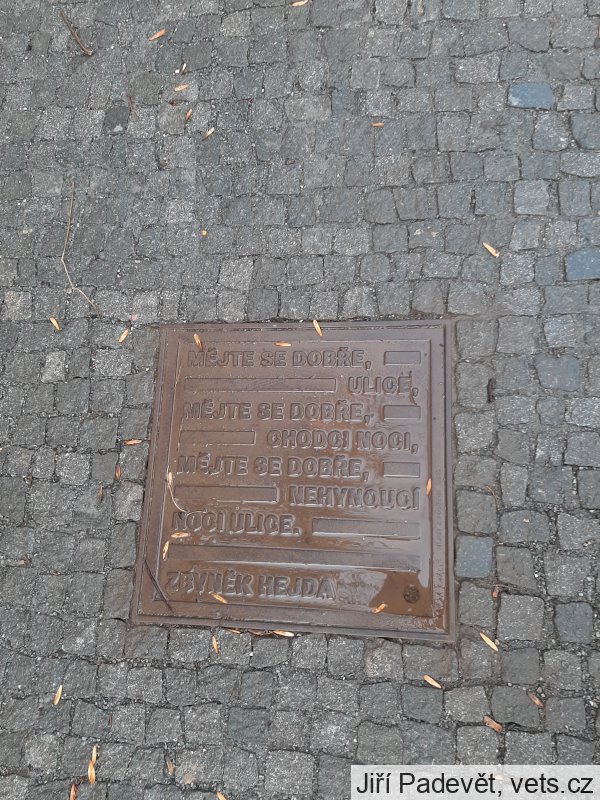 MĚJTE SE DOBŘE,
ULICE,
MĚJTE SE DOBŘE,
CHODCI NOCI,
MĚJTE SE DOBŘE,
NEHYNOUCÍ
NOCI ULICE.
ZBYNĚK HEJDA
Jiří Padevět, vets.cz